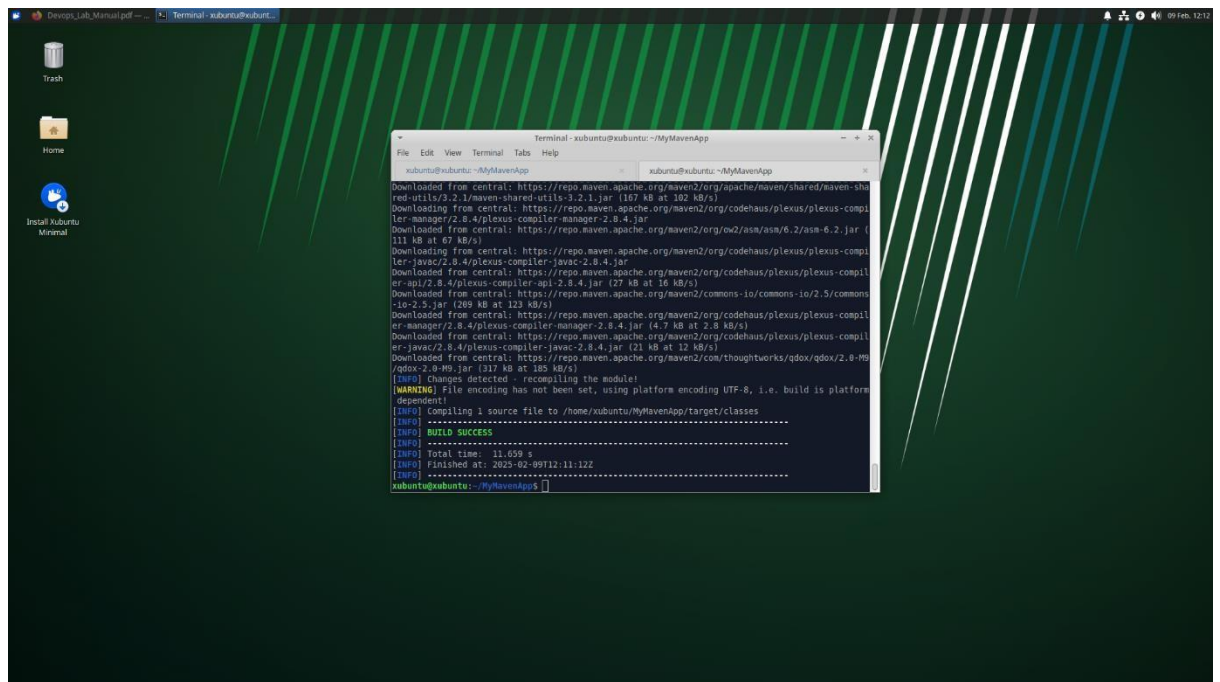 Devops_Lab_Manual.pdf — ...
Terminal - xubuntu@xubunt...
09 Feb, 12:12
Trash
Home
Install Xubuntu
Minimal
Terminal - xubuntu@xubuntu: ~/MyMavenApp
File Edit View Terminal Tabs Help
xubuntu@xubuntu: ~/MyMavenApp
xubuntu@xubuntu: ~/MyMavenApp
Downloaded from central: https://repo.maven.apache.org/maven2/org/apache/maven/shared/maven-sha
red-utils/3.2.1/maven-shared-utils-3.2.1.jar (167 kB at 102 kB/s)
Downloading from central: https://repo.maven.apache.org/maven2/org/codehaus/plexus/plexus-compi
ler-manager/2.8.4/plexus-compiler-manager-2.8.4.jar
Downloaded from central: https://repo.maven.apache.org/maven2/org/ow2/asm/asm/6.2/asm-6.2.jar (
111 kB at 67 kB/s)
Downloading from central: https://repo.maven.apache.org/maven2/org/codehaus/plexus/plexus-compi
ler-javac/2.8.4/plexus-compiler-javac-2.8.4.jar
Downloaded from central: https://repo.maven.apache.org/maven2/org/codehaus/plexus/plexus-compil
er-api/2.8.4/plexus-compiler-api-2.8.4.jar (27 kB at 16 kB/s)
Downloaded from central: https://repo.maven.apache.org/maven2/commons-io/commons-io/2.5/commons
-io-2.5.jar (209 kB at 123 kB/s)
Downloaded from central: https://repo.maven.apache.org/maven2/org/codehaus/plexus/plexus-compil
er-manager/2.8.4/plexus-compiler-manager-2.8.4.jar (4.7 kB at 2.8 kB/s)
Downloaded from central: https://repo.maven.apache.org/maven2/org/codehaus/plexus/plexus-compil
er-javac/2.8.4/plexus-compiler-javac-2.8.4.jar (21 kB at 12 kB/s)
Downloaded from central: https://repo.maven.apache.org/maven2/com/thoughtworks/qdox/qdox/2.0-M9
/qdox-2.0-M9.jar (317 kB at 185 kB/s)
[INFO] Changes detected - recompiling the module!
[WARNING] File encoding has not been set, using platform encoding UTF-8, i.e. build is platform
dependent!
[INFO] Compiling 1 source file to /home/xubuntu/MyMavenApp/target/classes
[INFO] ------------------------------------------------------------------------
[INFO] BUILD SUCCESS
[INFO] ------------------------------------------------------------------------
[INFO] Total time:  11.659 s
[INFO] Finished at: 2025-02-09T12:11:12Z
[INFO] ------------------------------------------------------------------------
xubuntu@xubuntu:~/MyMavenApp$